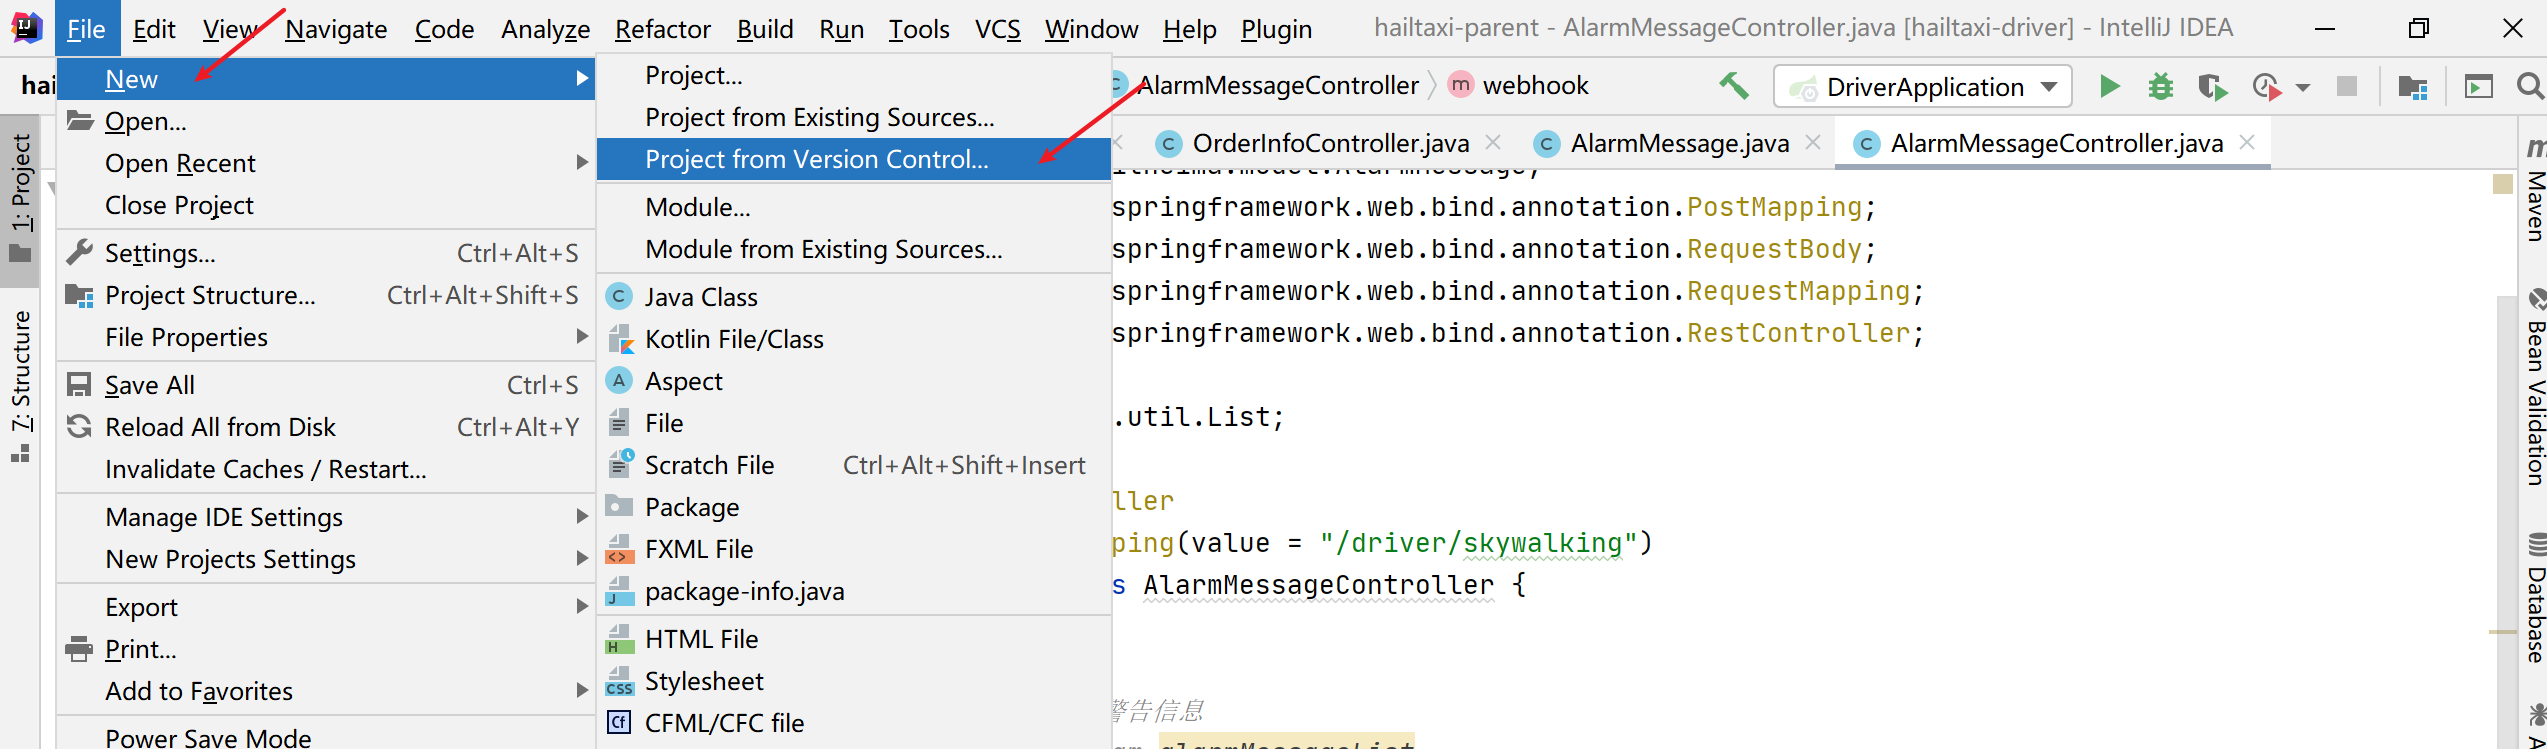 File Edit View Navigate Code Analyze Refactor Build Run Tools VCS Window Help Plugin hailtaxi-parent - AlarmMessageController.java [hailtaxi-driver] - IntelliJ IDEA
hai
AlarmMessageController webhook DriverApplication
OrderInfoController.java AlarmMessage.java AlarmMessageController.java
1: Project
7: Structure
New
Open...
Open Recent
Close Project
Settings... Ctrl+Alt+S
Project Structure... Ctrl+Alt+Shift+S
File Properties
Save All Ctrl+S
Reload All from Disk Ctrl+Alt+Y
Invalidate Caches / Restart...
Manage IDE Settings
New Projects Settings
Export
Print...
Add to Favorites
Power Save Mode
Project...
Project from Existing Sources...
Project from Version Control...
Module...
Module from Existing Sources...
Java Class
Kotlin File/Class
Aspect
File
Scratch File Ctrl+Alt+Shift+Insert
Package
FXML File
package-info.java
HTML File
Stylesheet
CFML/CFC file
springframework.web.bind.annotation.PostMapping;
springframework.web.bind.annotation.RequestBody;
springframework.web.bind.annotation.RequestMapping;
springframework.web.bind.annotation.RestController;
.util.List;
ller
ping(value = "/driver/skywalking")
s AlarmMessageController {
警告信息
alarmMessageList
Maven
Bean Validation
Database